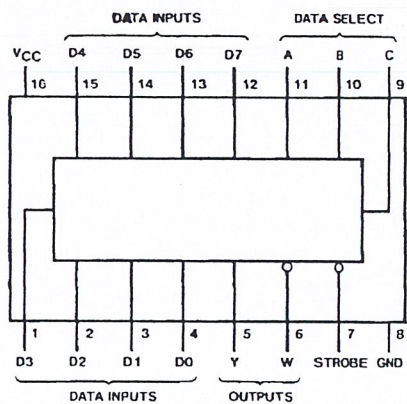 DATA INPUTS DATA SELECT
VCC D4 D5 D6 D7 A B C
16 15 14 13 12 11 10 9
1 2 3 4 5 6 7 8
D3 D2 D1 D0 Y W STROBE GND
DATA INPUTS OUTPUTS